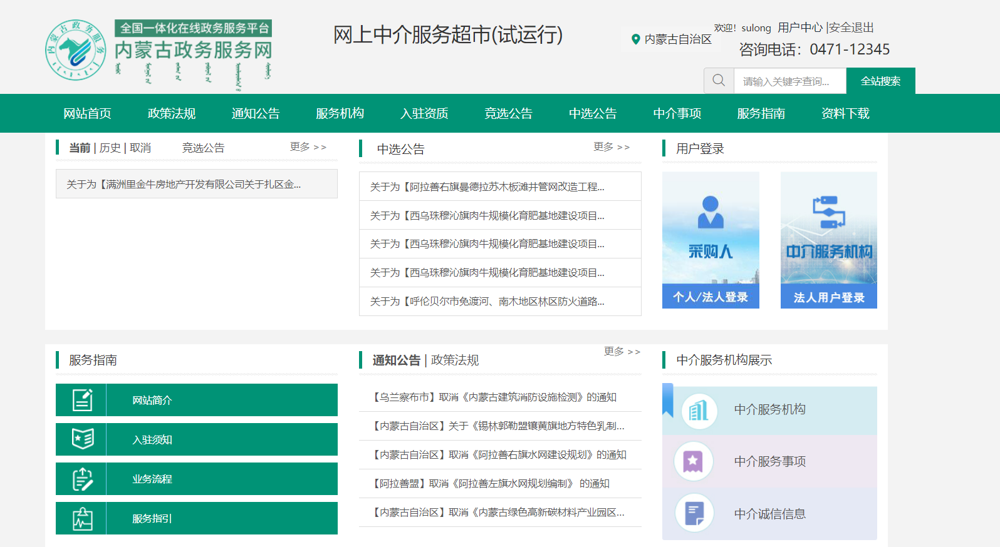 全国一体化在线政务服务平台
内蒙古政务服务网
内蒙古政务服务
网上中介服务超市(试运行)
内蒙古自治区
欢迎! sulong 用户中心 |安全退出
咨询电话：0471-12345
请输入关键字查询...
全站搜索
网站首页 政策法规 通知公告 服务机构 入驻资质 竞选公告 中选公告 中介事项 服务指南 资料下载
当前 | 历史 | 取消 竞选公告 更多 >>
关于为【满洲里金牛房地产开发有限公司关于扎区金...
中选公告 更多 >>
关于为【阿拉善右旗曼德拉苏木板滩井管网改造工程...
关于为【西乌珠穆沁旗肉牛规模化育肥基地建设项目...
关于为【西乌珠穆沁旗肉牛规模化育肥基地建设项目...
关于为【西乌珠穆沁旗肉牛规模化育肥基地建设项目...
关于为【呼伦贝尔市免渡河、南木地区林区防火道路...
用户登录
采购人
个人/法人登录
中介服务机构
法人用户登录
服务指南
网站简介
入驻须知
业务流程
服务指引
通知公告 | 政策法规 更多 >>
【乌兰察布市】取消《内蒙古建筑消防设施检测》的通知
【内蒙古自治区】关于《锡林郭勒盟镶黄旗地方特色乳制...
【内蒙古自治区】取消《阿拉善右旗水网建设规划》的通知
【阿拉善盟】取消《阿拉善左旗水网规划编制》 的通知
【内蒙古自治区】取消《内蒙古绿色高新碳材料产业园区...
中介服务机构展示
中介服务机构
中介服务事项
中介诚信信息